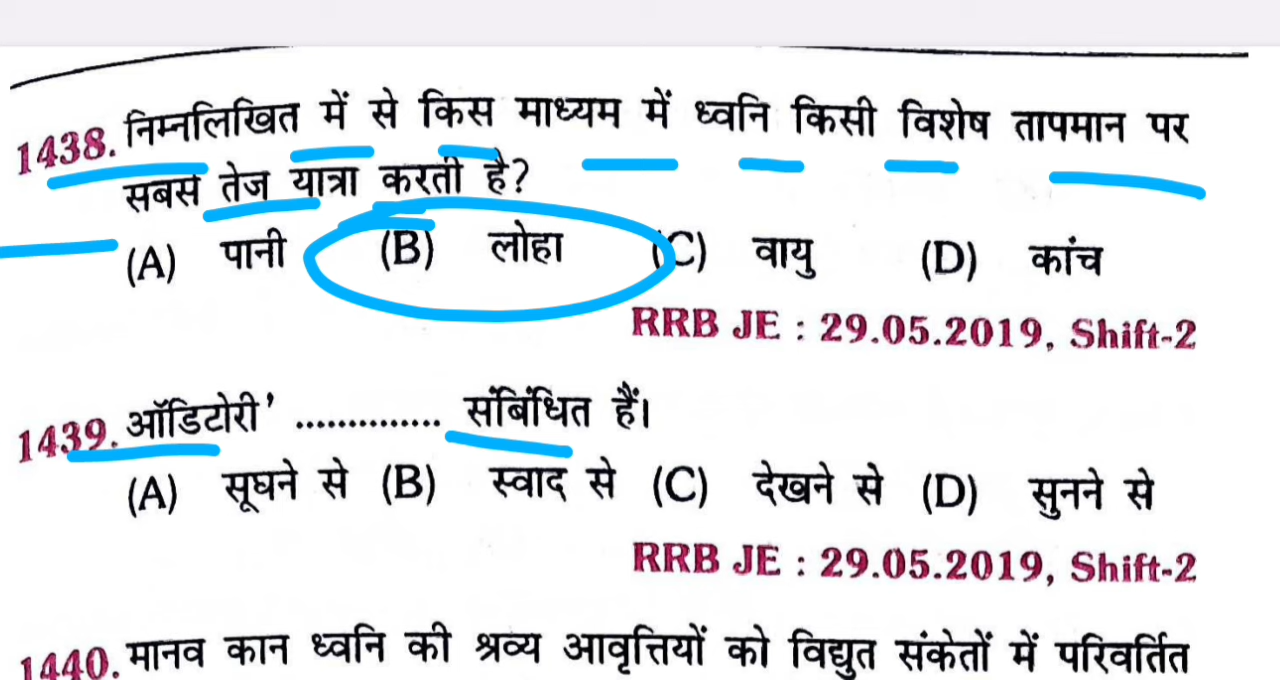 1438. निम्नलिखित में से किस माध्यम में ध्वनि किसी विशेष तापमान पर
सबसे तेज यात्रा करती है?
(A) पानी (B) लोहा (C) वायु (D) कांच
RRB JE : 29.05.2019, Shift-2
1439. ऑडिटोरी' .............. संबिंधित हैं।
(A) सूघने से (B) स्वाद से (C) देखने से (D) सुनने से
RRB JE : 29.05.2019, Shift-2
1440. मानव कान ध्वनि की श्रव्य आवृत्तियों को विद्युत संकेतों में परिवर्तित